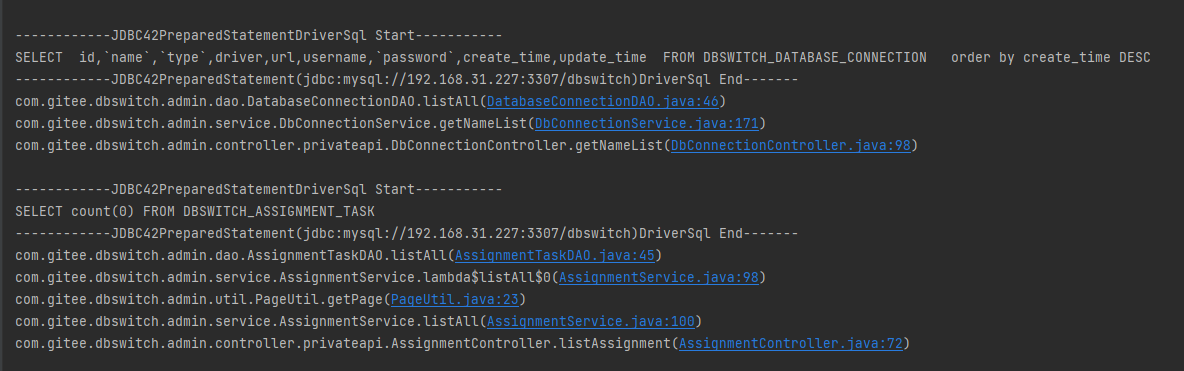 ------------JDBC42PreparedStatementDriverSql Start-----------
SELECT  id,`name`,`type`,driver,url,username,`password`,create_time,update_time  FROM DBSWITCH_DATABASE_CONNECTION   order by create_time DESC
------------JDBC42PreparedStatement(jdbc:mysql://192.168.31.227:3307/dbswitch)DriverSql End-------
com.gitee.dbswitch.admin.dao.DatabaseConnectionDAO.listAll(DatabaseConnectionDAO.java:46)
com.gitee.dbswitch.admin.service.DbConnectionService.getNameList(DbConnectionService.java:171)
com.gitee.dbswitch.admin.controller.privateapi.DbConnectionController.getNameList(DbConnectionController.java:98)
------------JDBC42PreparedStatementDriverSql Start-----------
SELECT count(0) FROM DBSWITCH_ASSIGNMENT_TASK
------------JDBC42PreparedStatement(jdbc:mysql://192.168.31.227:3307/dbswitch)DriverSql End-------
com.gitee.dbswitch.admin.dao.AssignmentTaskDAO.listAll(AssignmentTaskDAO.java:45)
com.gitee.dbswitch.admin.service.AssignmentService.lambda$listAll$0(AssignmentService.java:98)
com.gitee.dbswitch.admin.util.PageUtil.getPage(PageUtil.java:23)
com.gitee.dbswitch.admin.service.AssignmentService.listAll(AssignmentService.java:100)
com.gitee.dbswitch.admin.controller.privateapi.AssignmentController.listAssignment(AssignmentController.java:72)